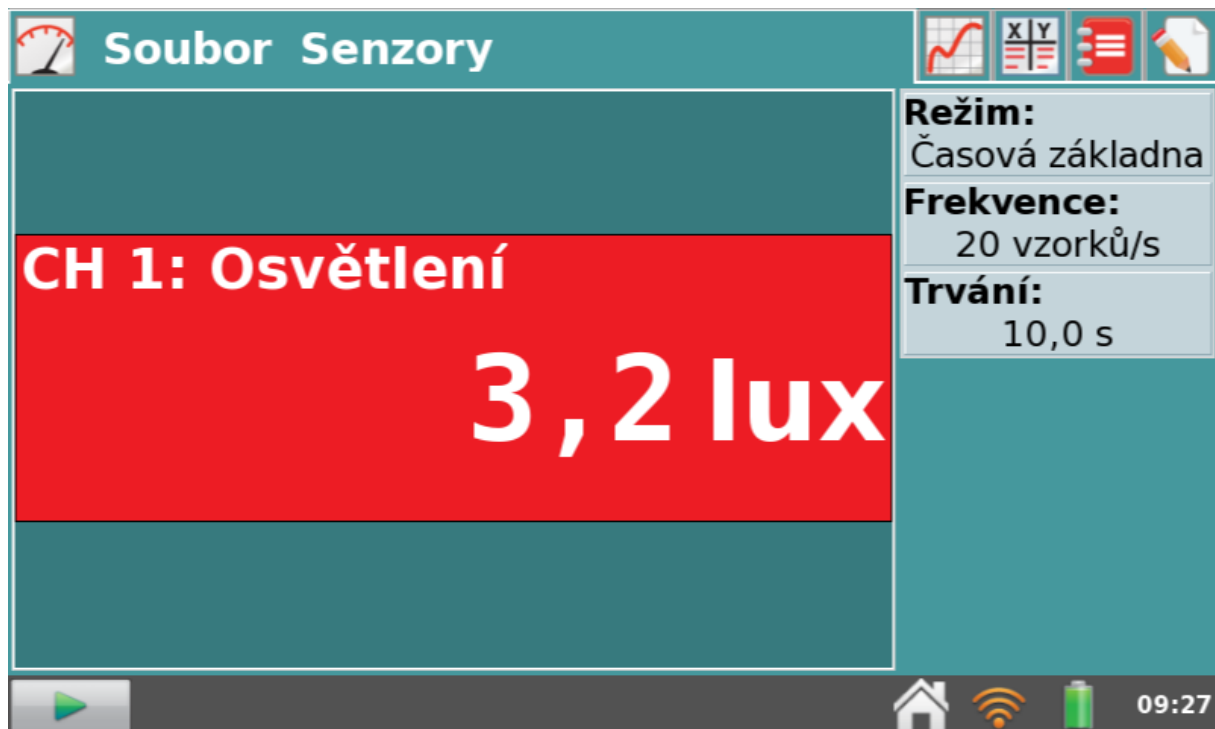 Soubor Senzory
X Y
Režim:
Časová základna
Frekvence:
20 vzorků/s
Trvání:
10,0 s
CH 1: Osvětlení
3,2 lux
09:27